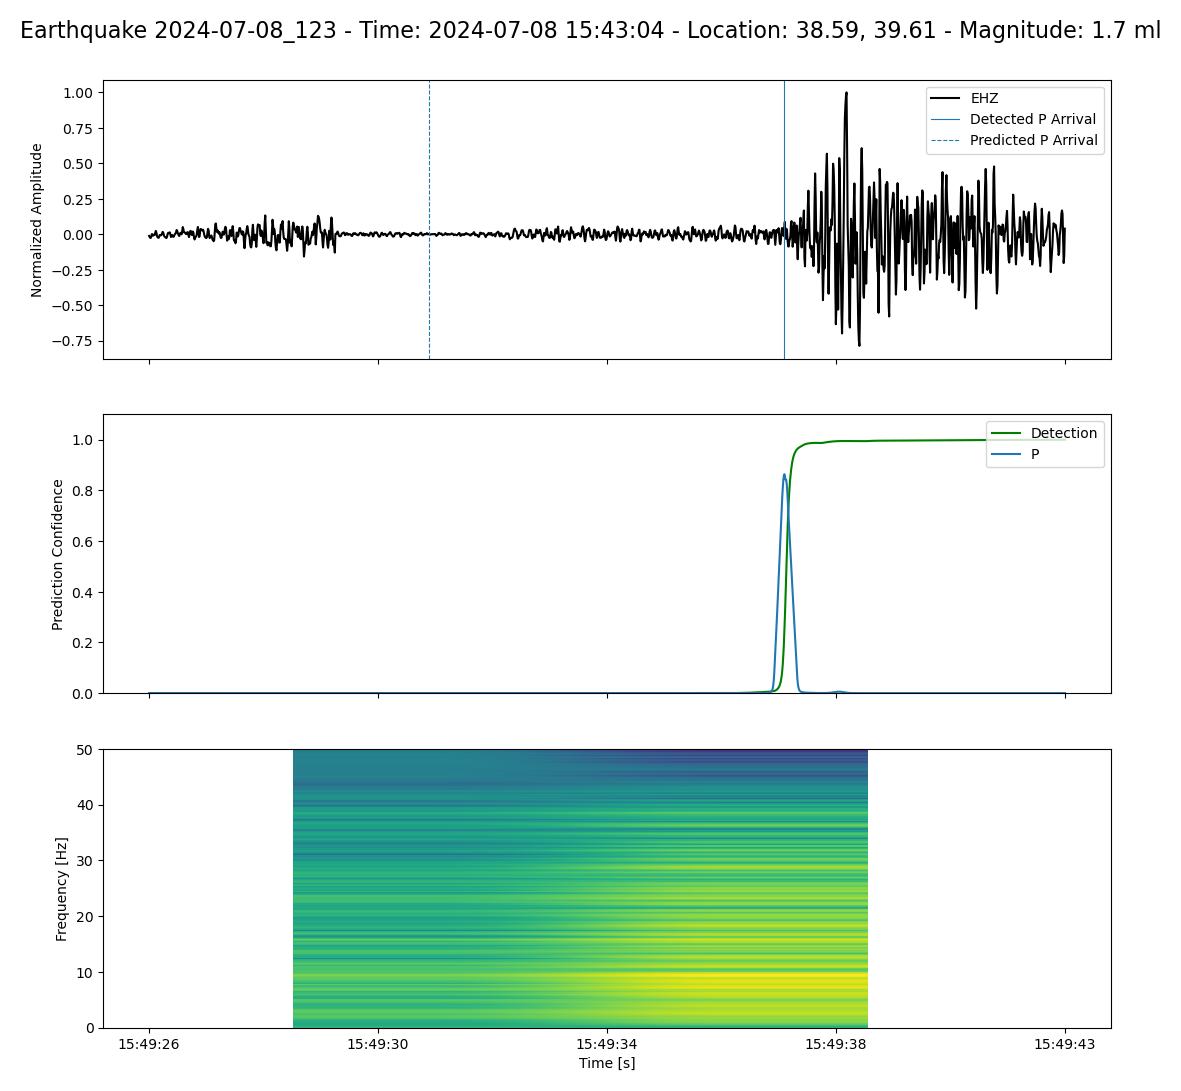 Earthquake 2024-07-08_123 - Time: 2024-07-08 15:43:04 - Location: 38.59, 39.61 - Magnitude: 1.7 ml
EHZ
Detected P Arrival
Predicted P Arrival
Normalized Amplitude
1.00
0.75
0.50
0.25
0.00
−0.25
−0.50
−0.75
Detection
P
Prediction Confidence
1.0
0.8
0.6
0.4
0.2
0.0
Frequency [Hz]
50
40
30
20
10
0
15:49:26
15:49:30
15:49:34
15:49:38
15:49:43
Time [s]